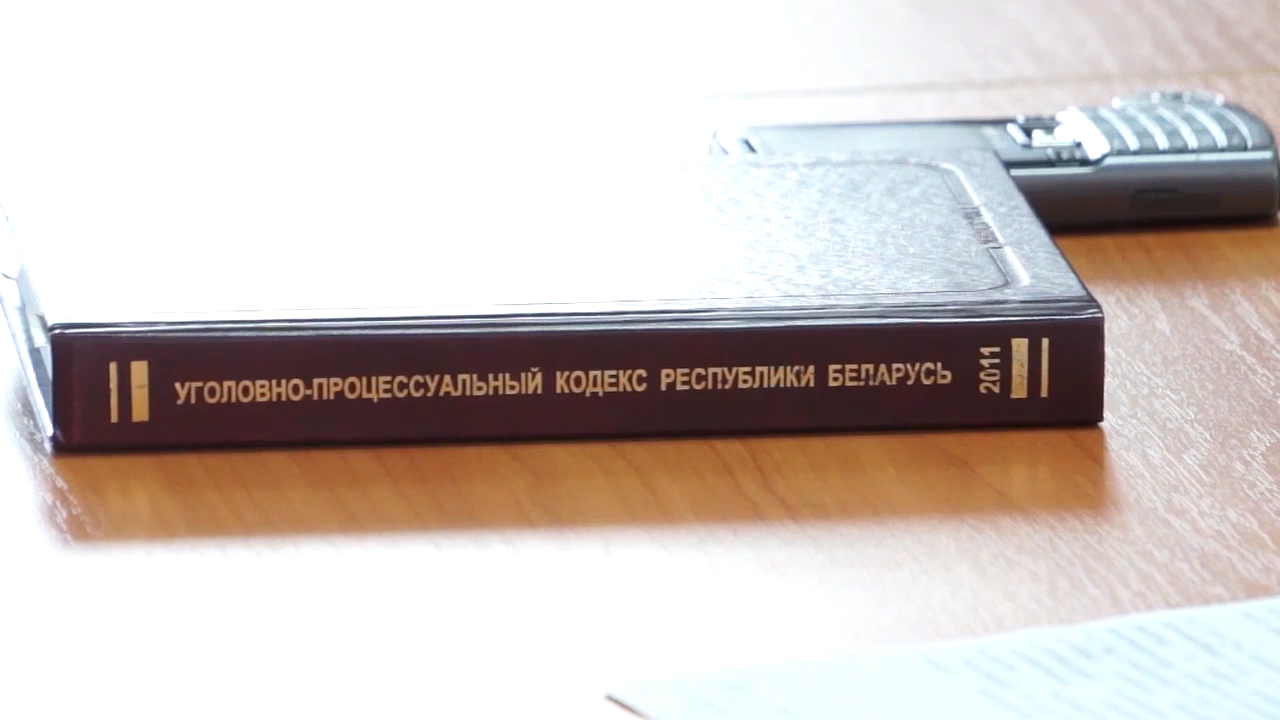 УГОЛОВНО-ПРОЦЕССУАЛЬНЫЙ КОДЕКС РЕСПУБЛИКИ БЕЛАРУСЬ
2011